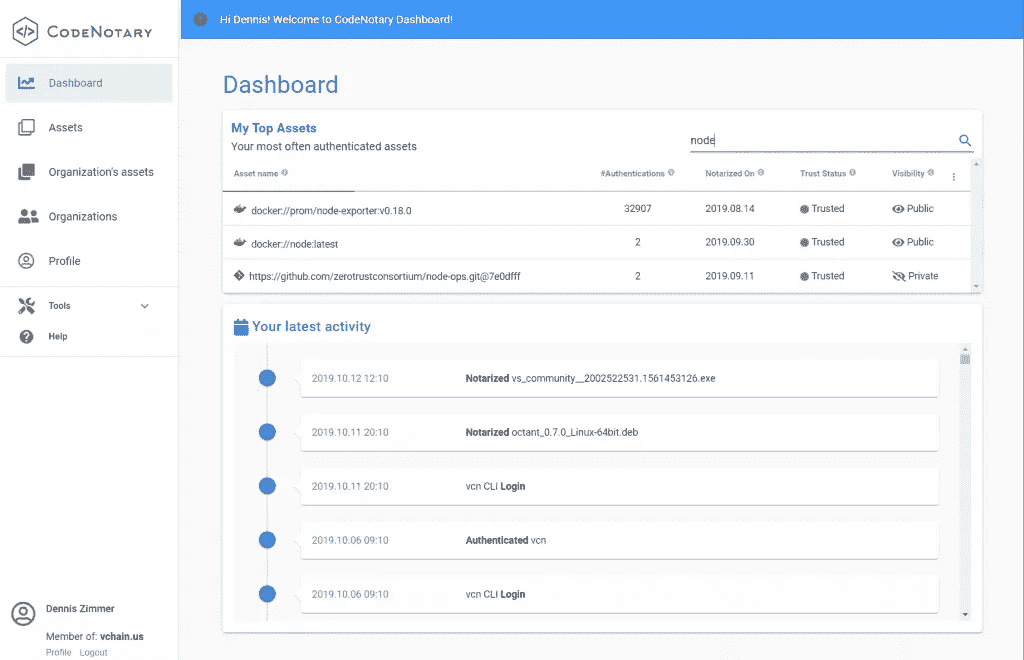 CodeNotary
Hi Dennis! Welcome to CodeNotary Dashboard!
Dashboard
Assets
Organization's assets
Organizations
Profile
Tools
Help
Dashboard
My Top Assets
Your most often authenticated assets
node
Asset name #Authentications Notarized On Trust Status Visibility
docker://prom/node-exporter:v0.18.0 32907 2019.08.14 Trusted Public
docker://node:latest 2 2019.09.30 Trusted Public
https://github.com/zerotrustconsortium/node-ops.git@7e0dfff 2 2019.09.11 Trusted Private
Your latest activity
2019.10.12 12:10 Notarized vs_community__2002522531.1561453126.exe
2019.10.11 20:10 Notarized octant_0.7.0_Linux-64bit.deb
2019.10.11 20:10 vcn CLI Login
2019.10.06 09:10 Authenticated vcn
2019.10.06 09:10 vcn CLI Login
Dennis Zimmer
Member of: vchain.us
Profile Logout